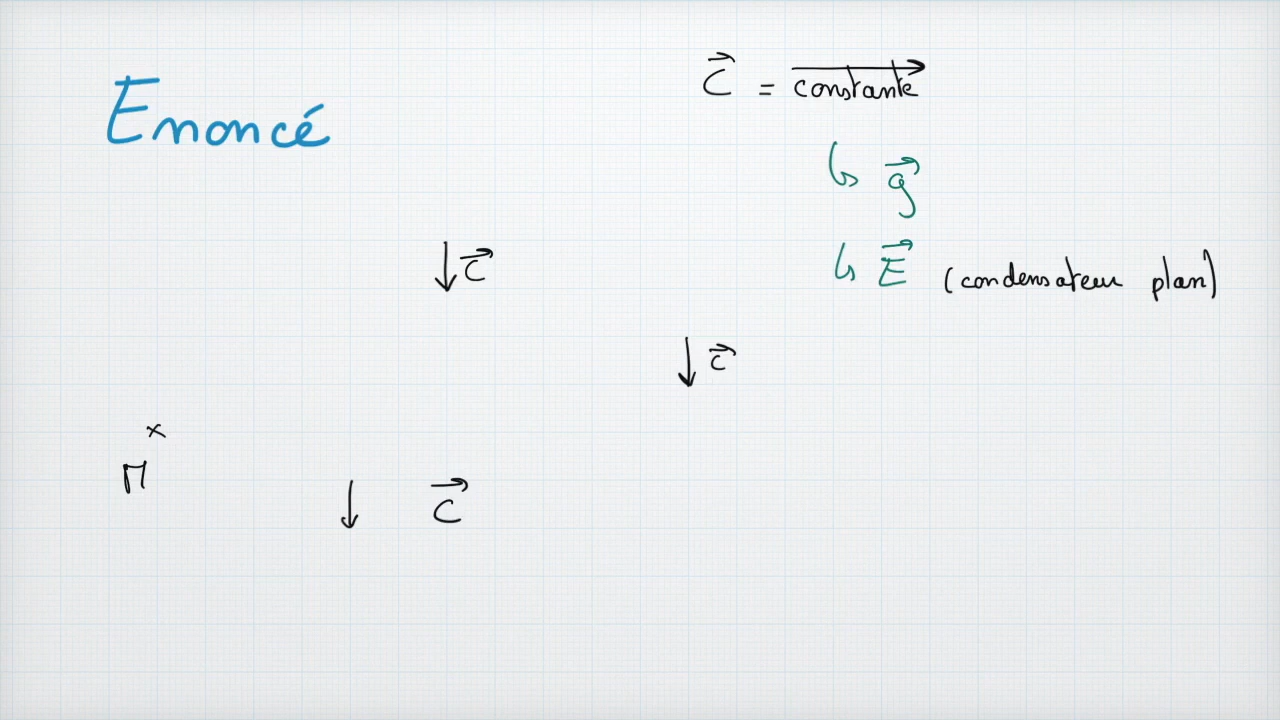 Enoncé
C⃗ = constante
↳ g⃗
↳ E⃗ (condensateur plan)
↓ C⃗
↓ C⃗
×
M
↓ C⃗